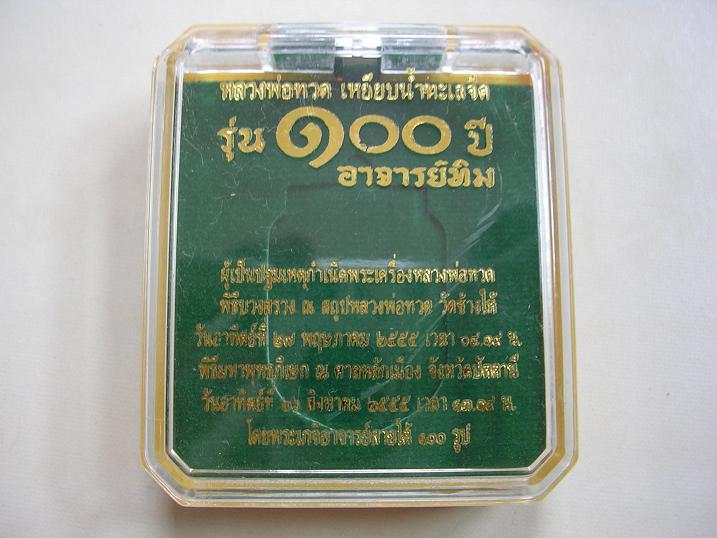 หลวงพ่อทวด เหยียบน้ำทะเลจืด
รุ่น ๑๐๐ ปี
อาจารย์ทิม
ผู้เป็นปฐมเหตุกำเนิดพระเครื่องหลวงพ่อทวด
พิธีบวงสรวง ณ สถูปหลวงพ่อทวด วัดช้างให้
วันอาทิตย์ที่ ๒๗ พฤษภาคม ๒๕๕๕ เวลา น.
พิธีมหาพุทธภิเษก ณ ศาลหลักเมือง จังหวัดปัตตานี
วันอาทิตย์ที่ สิงหาคม ๒๕๕๕ เวลา น.
โดยพระเกจิอาจารย์สายใต้ ๑๐๐ รูป